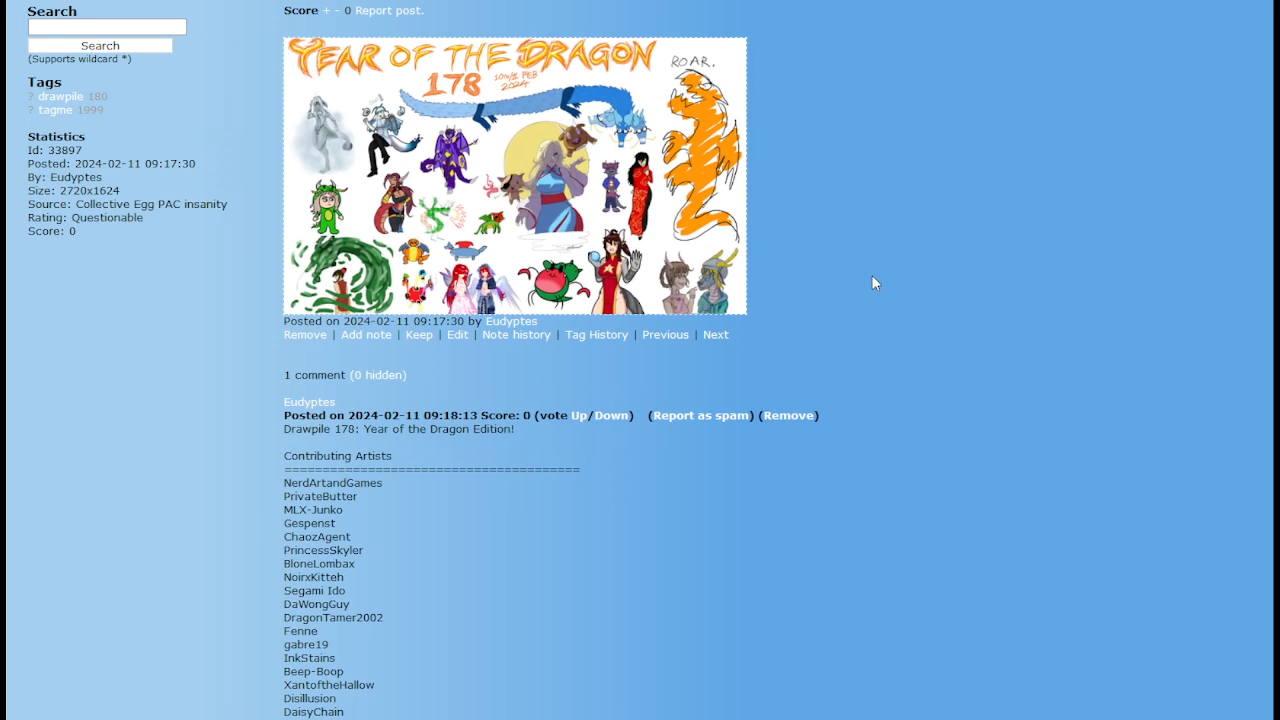 Search
Search
(Supports wildcard *)
Tags
? drawpile 180
? tagme 1999
Statistics
Id: 33897
Posted: 2024-02-11 09:17:30
By: Eudyptes
Size: 2720x1624
Source: Collective Egg PAC insanity
Rating: Questionable
Score: 0
Score + - 0 Report post.
YEAR OF THE DRAGON
178
10th/11 FEB
2024
ROAR.
Posted on 2024-02-11 09:17:30 by Eudyptes
Remove | Add note | Keep | Edit | Note history | Tag History | Previous | Next
1 comment (0 hidden)
Eudyptes
Posted on 2024-02-11 09:18:13 Score: 0 (vote Up/Down) (Report as spam) (Remove)
Drawpile 178: Year of the Dragon Edition!
Contributing Artists
========================================
NerdArtandGames
PrivateButter
MLX-Junko
Gespenst
ChaozAgent
PrincessSkyler
BloneLombax
NoirxKitteh
Segami Ido
DaWongGuy
DragonTamer2002
Fenne
gabre19
InkStains
Beep-Boop
XantoftheHallow
Disillusion
DaisyChain